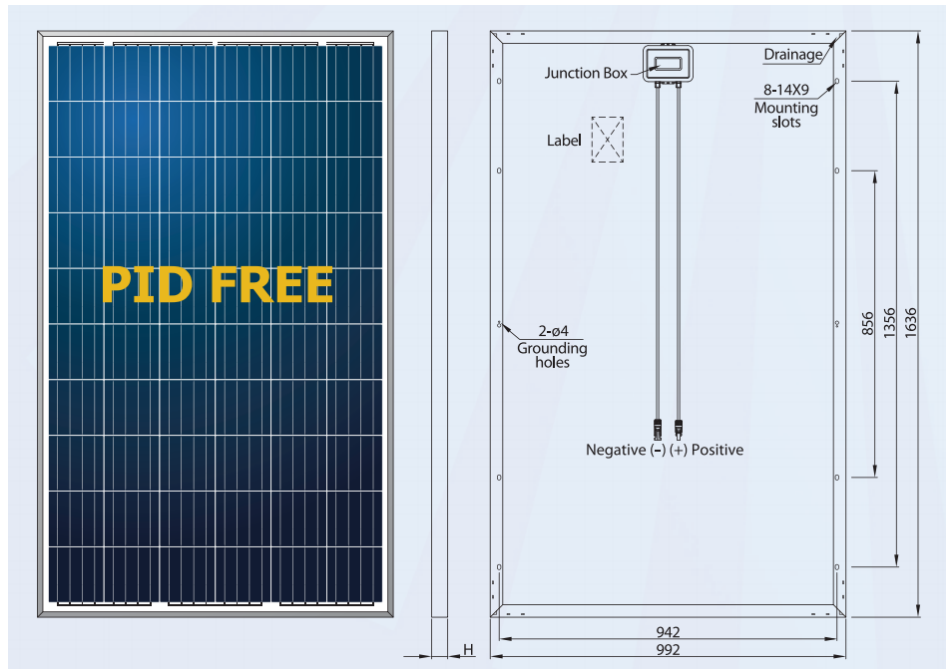 PID FREE
H
Junction Box
Drainage
8-14X9
Mounting
slots
Label
2-ø4
Grounding
holes
Negative (-) (+) Positive
856
1356
1636
942
992